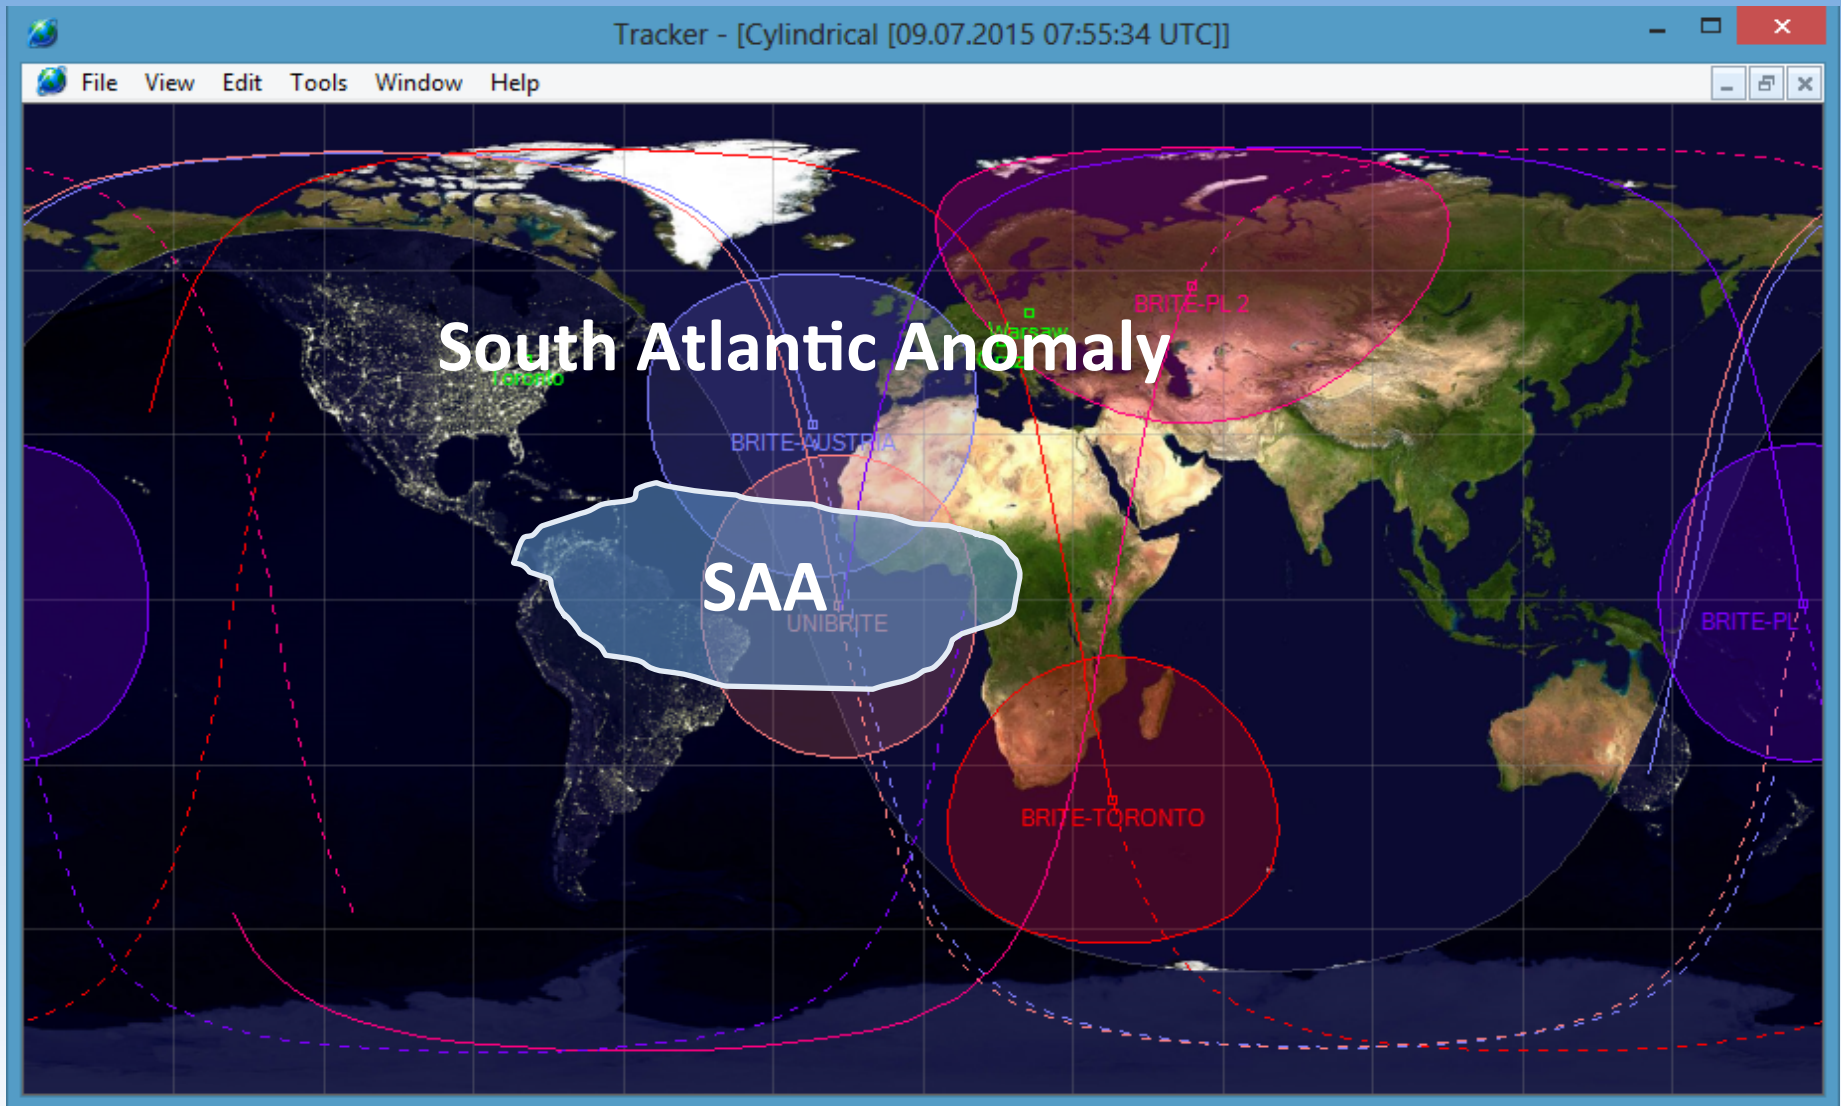 Tracker - [Cylindrical [09.07.2015 07:55:34 UTC]]
File View Edit Tools Window Help
BRITE-PL 2
Warsaw
South Atlantic Anomaly
Toronto
BRITE-AUSTRIA
SAA
UNIBRITE
BRITE-PL
BRITE-TORONTO